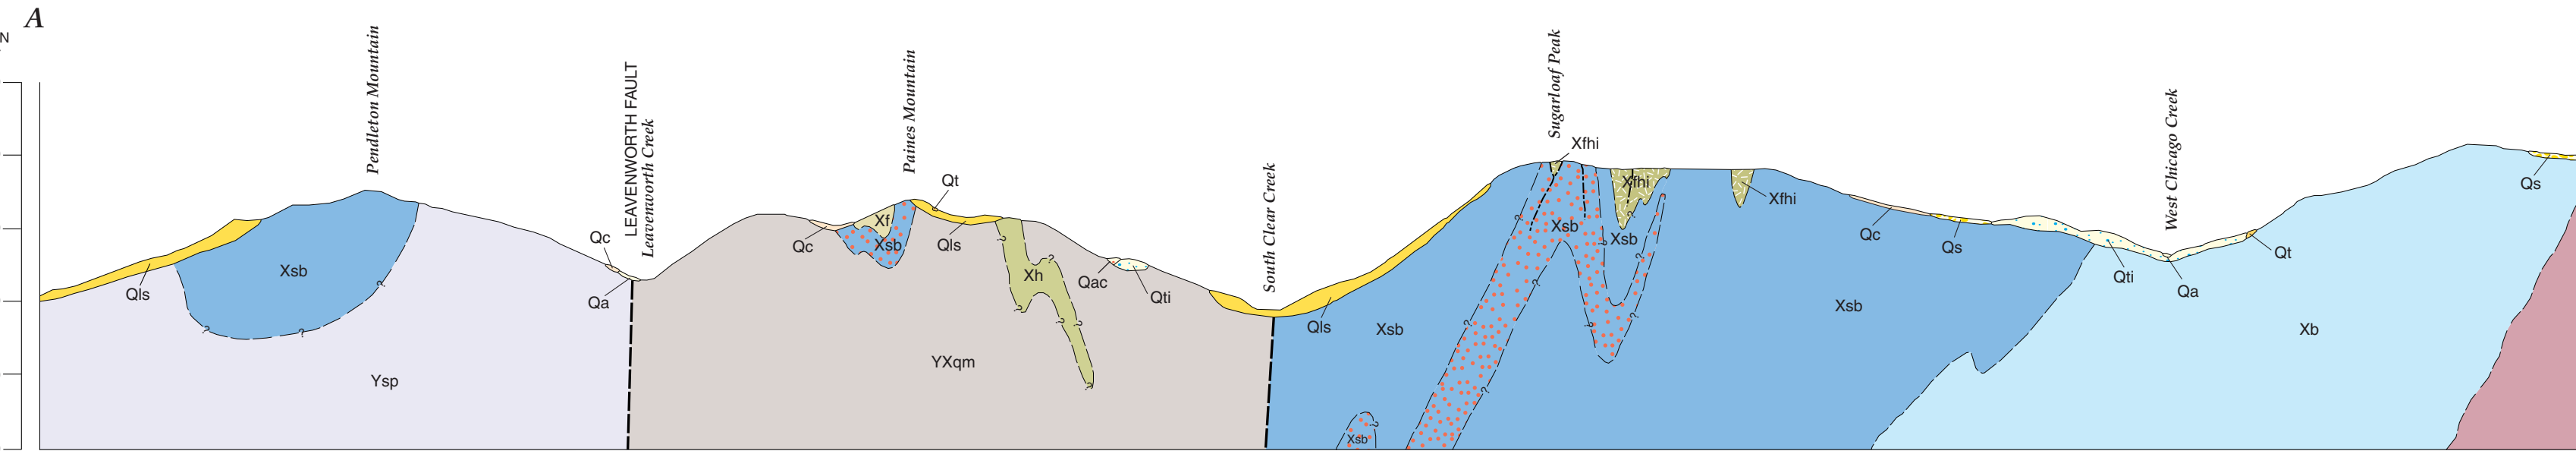 A
N
Pendleton Mountain
LEAVENWORTH FAULT
Leavenworth Creek
Paines Mountain
South Clear Creek
Sugarloaf Peak
West Chicago Creek
Qls
Xsb
Ysp
Qc
Qa
Qc
Xf
Xsb
Qt
Qls
Xh
Qac
Qti
YXqm
Qls
Xsb
Xsb
Xfhi
Xsb
Xfhi
Xsb
Xfhi
Xsb
Qc
Qs
Qti
Qa
Qt
Xb
Qs
? ? ?
? ? ? ? ? ?
? ? ? ? ? ? ? ? ? ?